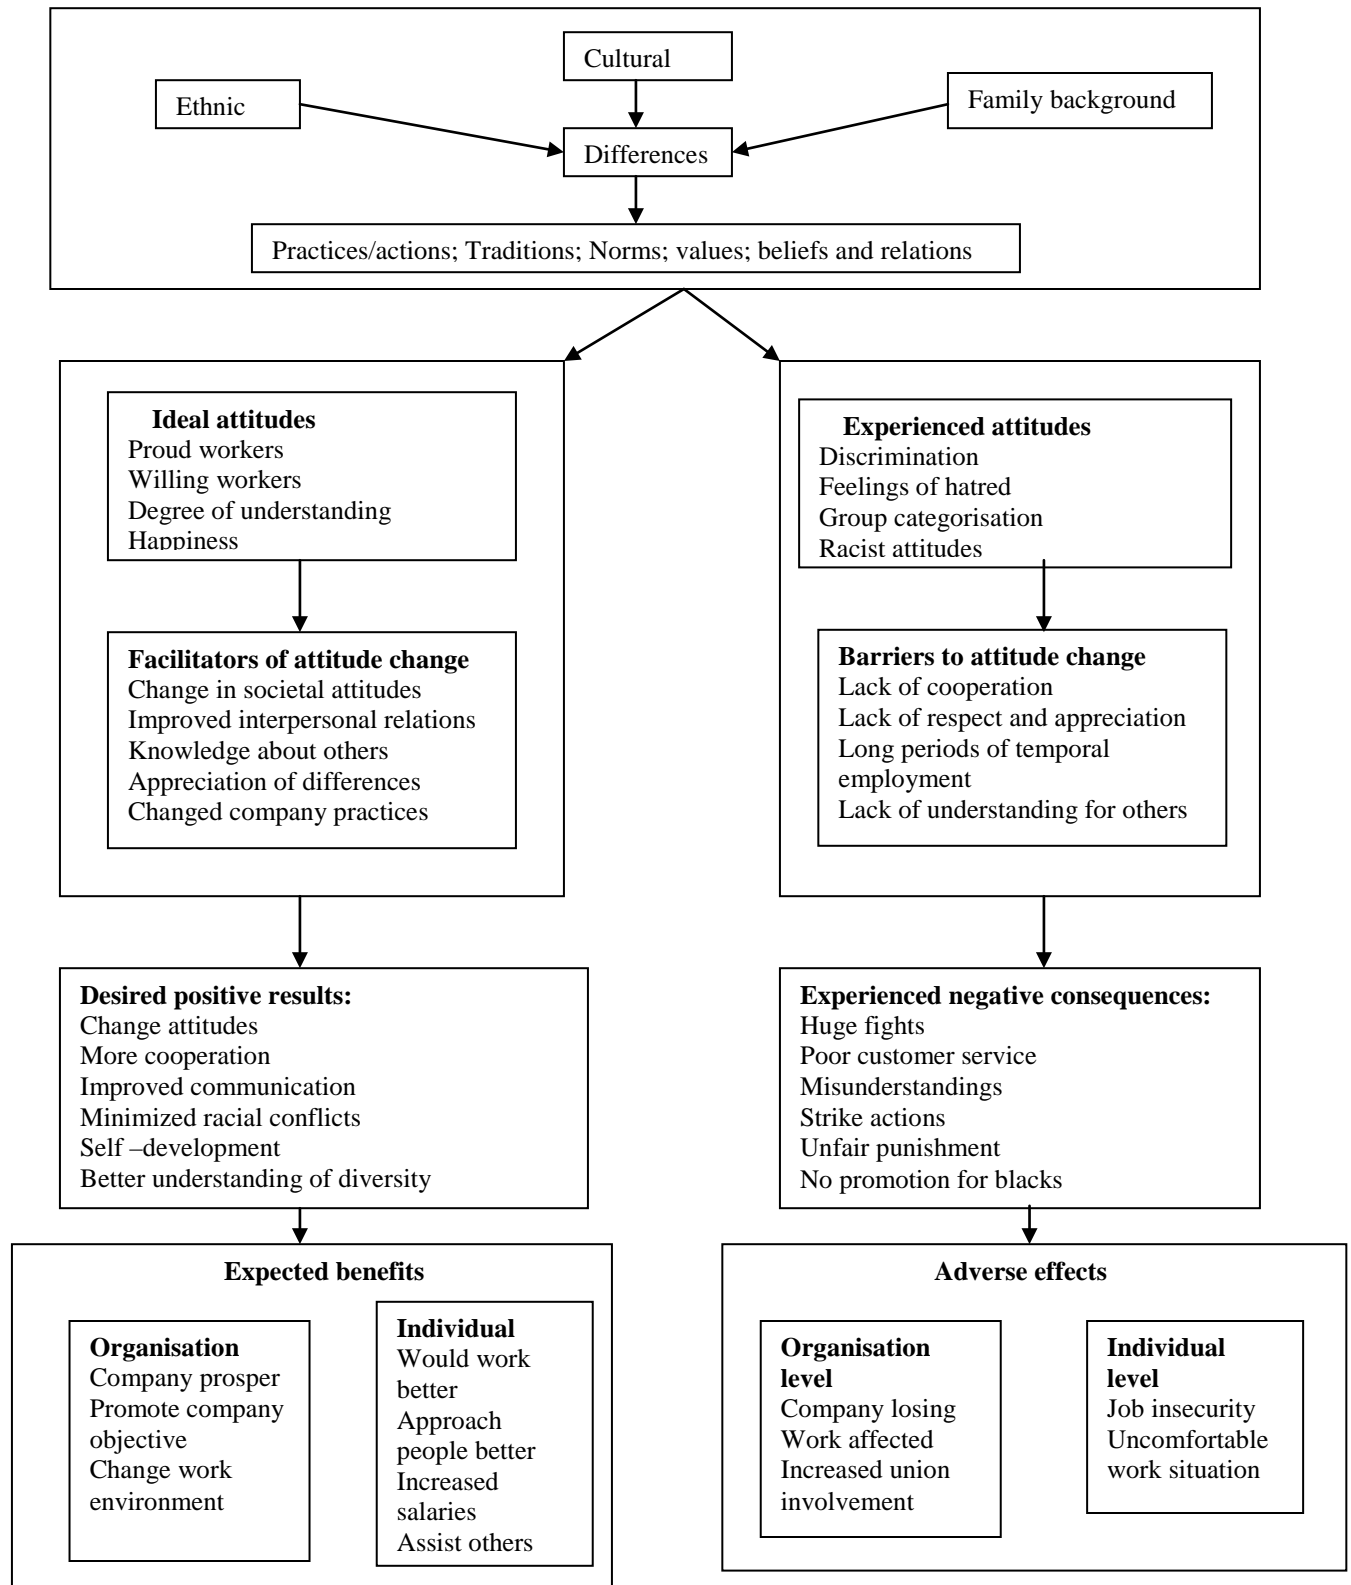 Cultural
Ethnic
Family background
Differences
Practices/actions; Traditions; Norms; values; beliefs and relations
Ideal attitudes
Proud workers
Willing workers
Degree of understanding
Happiness
Facilitators of attitude change
Change in societal attitudes
Improved interpersonal relations
Knowledge about others
Appreciation of differences
Changed company practices
Experienced attitudes
Discrimination
Feelings of hatred
Group categorisation
Racist attitudes
Barriers to attitude change
Lack of cooperation
Lack of respect and appreciation
Long periods of temporal
employment
Lack of understanding for others
Desired positive results:
Change attitudes
More cooperation
Improved communication
Minimized racial conflicts
Self –development
Better understanding of diversity
Experienced negative consequences:
Huge fights
Poor customer service
Misunderstandings
Strike actions
Unfair punishment
No promotion for blacks
Expected benefits
Organisation
Company prosper
Promote company
objective
Change work
environment
Individual
Would work
better
Approach
people better
Increased
salaries
Assist others
Adverse effects
Organisation
level
Company losing
Work affected
Increased union
involvement
Individual
level
Job insecurity
Uncomfortable
work situation